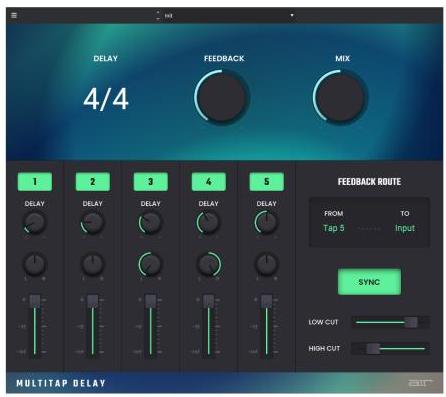 Init
DELAY FEEDBACK MIX
4/4
1 2 3 4 5 FEEDBACK ROUTE
DELAY DELAY DELAY DELAY DELAY
FROM TO
Tap 5 Input
SYNC
LOW CUT
HIGH CUT
MULTITAP DELAY
air